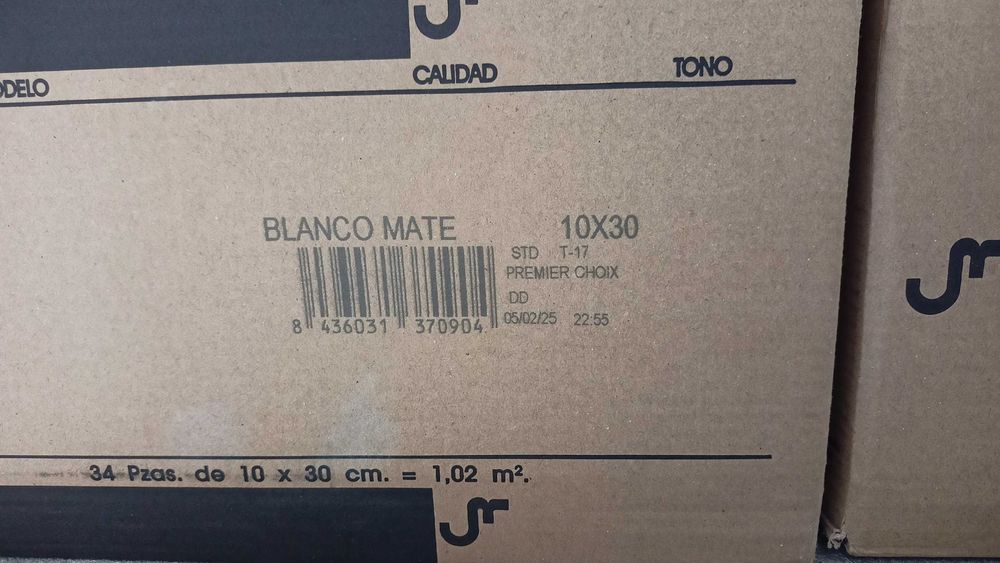 ODELO CALIDAD TONO
BLANCO MATE 10X30
STD T-17
PREMIER CHOIX
DD
05/02/25 22:55
8 436031 370904
34 Pzas. de 10 x 30 cm. = 1,02 m².